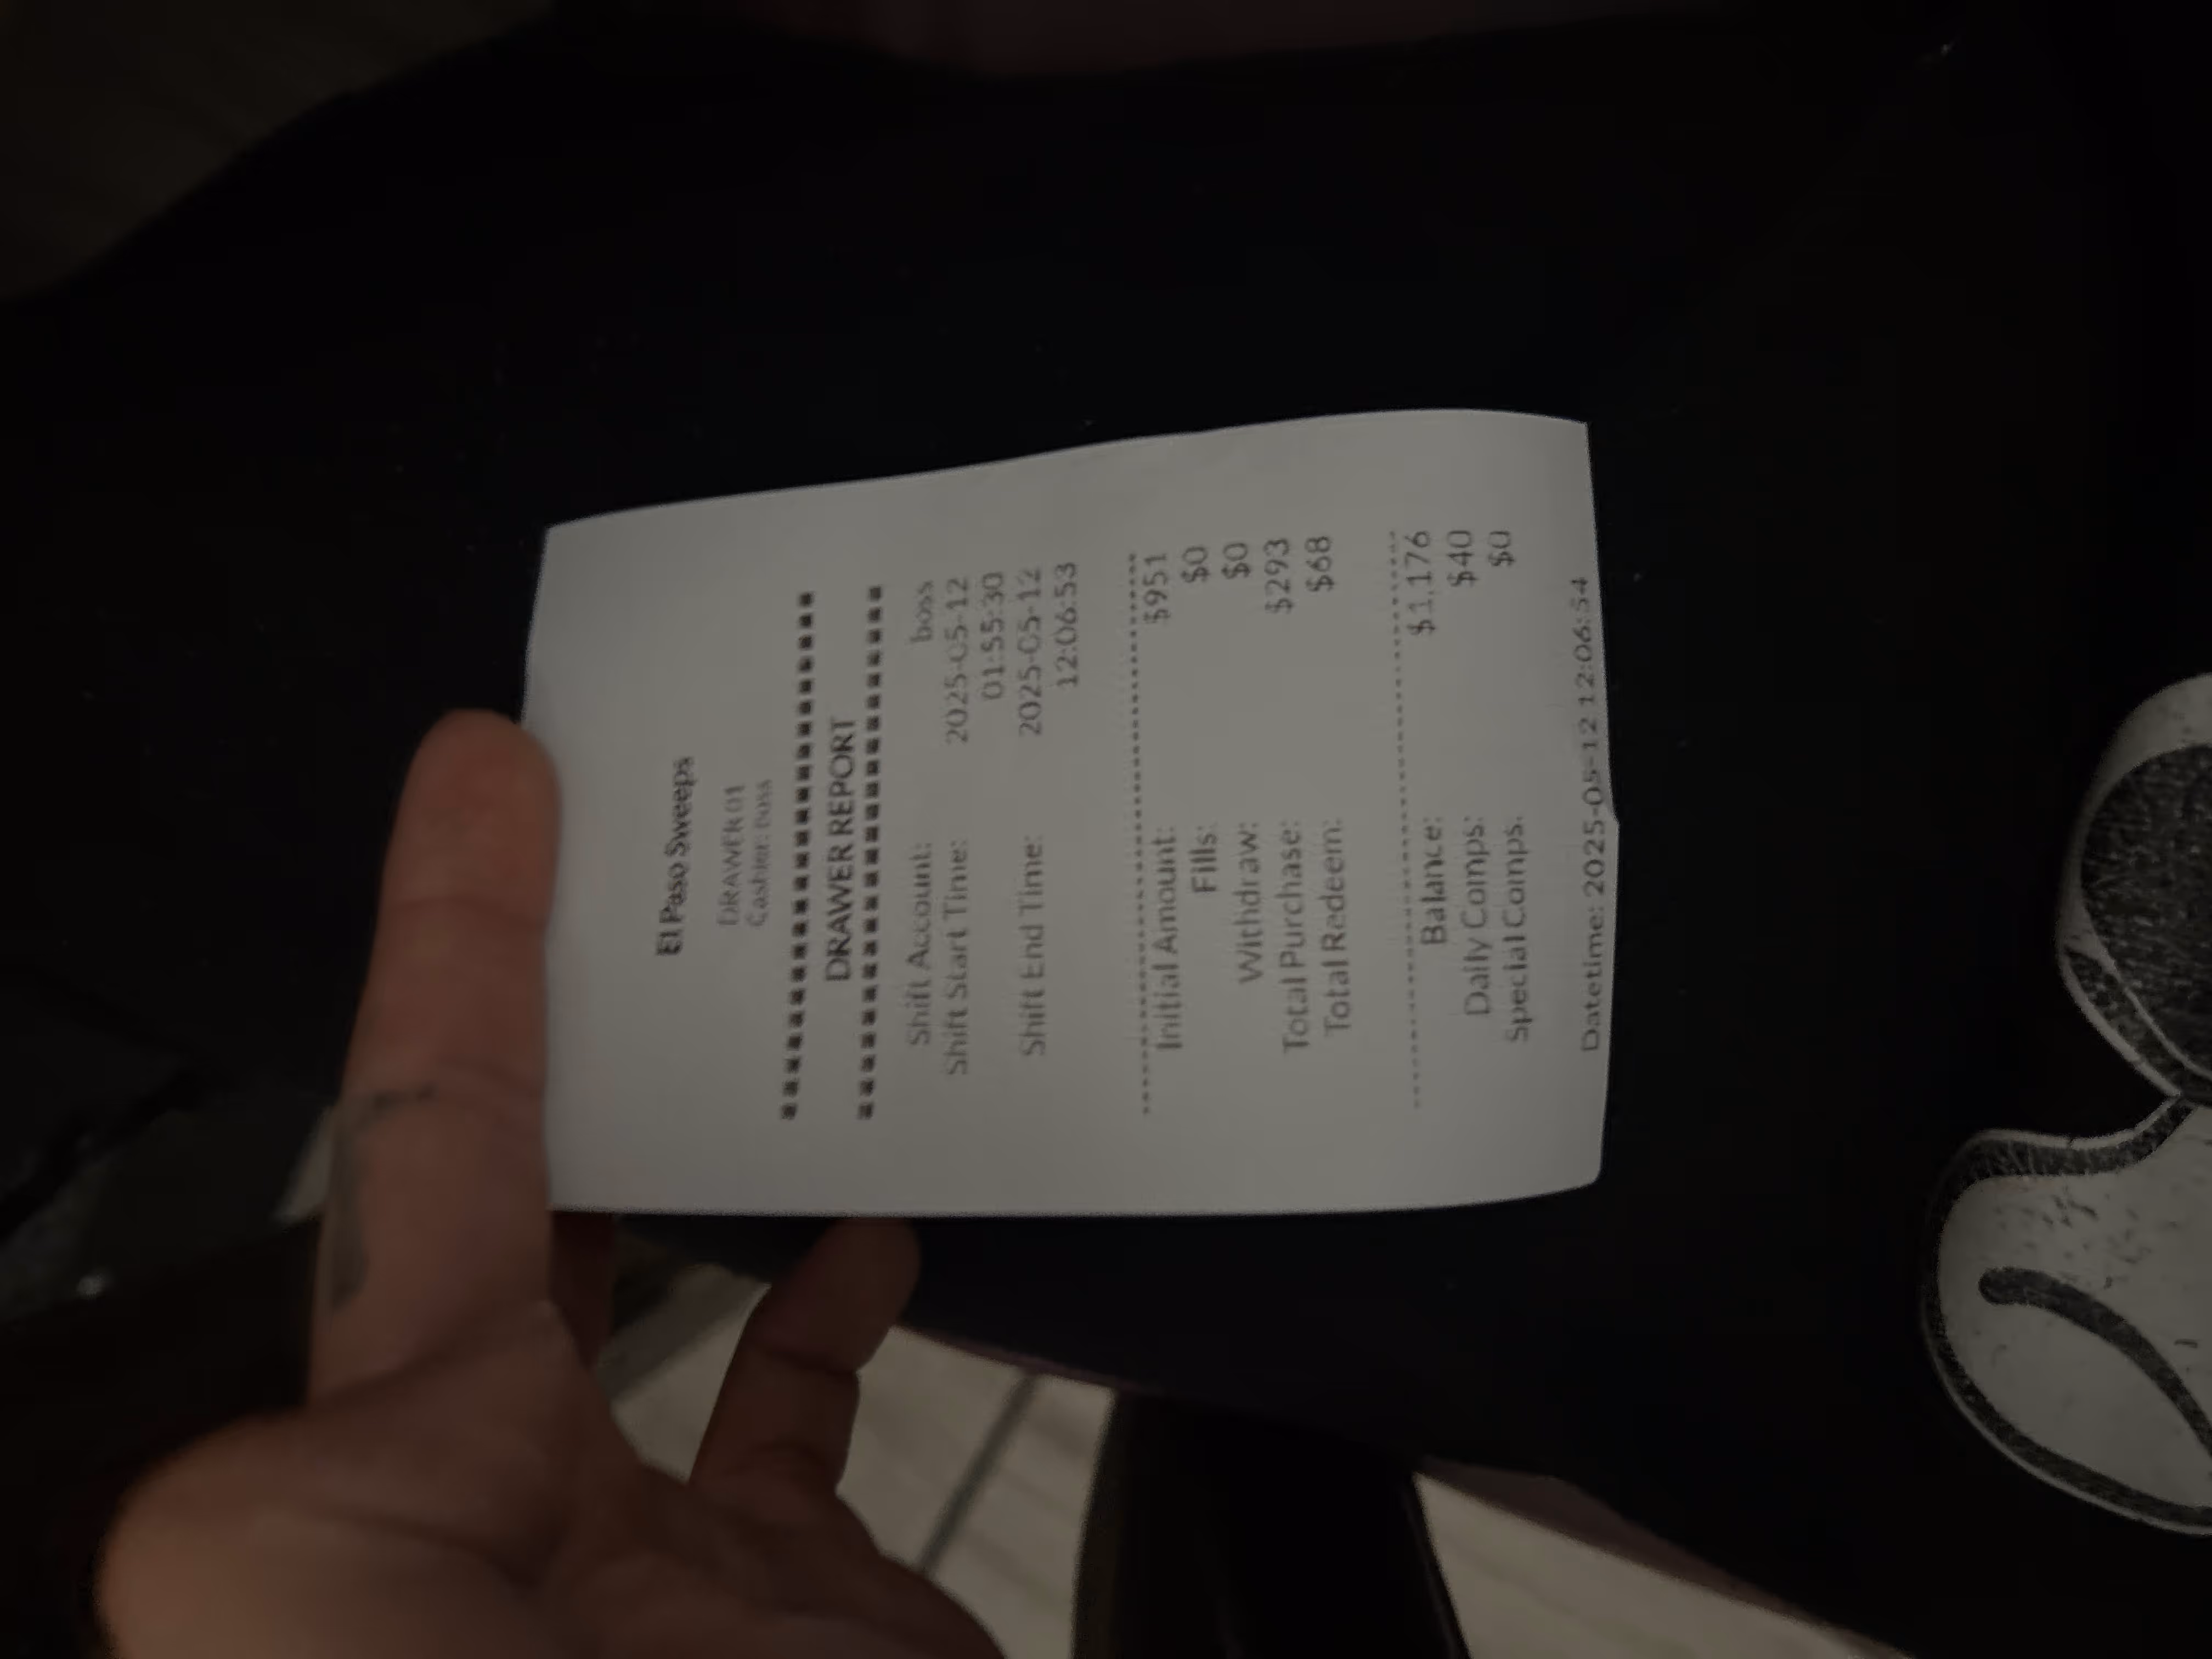 El Paso Sweeps
DRAWER 01
Cashier: boss
DRAWER REPORT
Shift Account: boss
Shift Start Time: 2025-05-12
01:55:30
Shift End Time: 2025-05-12
12:06:53
Initial Amount: $951
Fills: $0
Withdraw: $0
Total Purchase: $293
Total Redeem: $68
Balance: $1,176
Daily Comps: $40
Special Comps: $0
Datetime: 2025-05-12 12:06:54